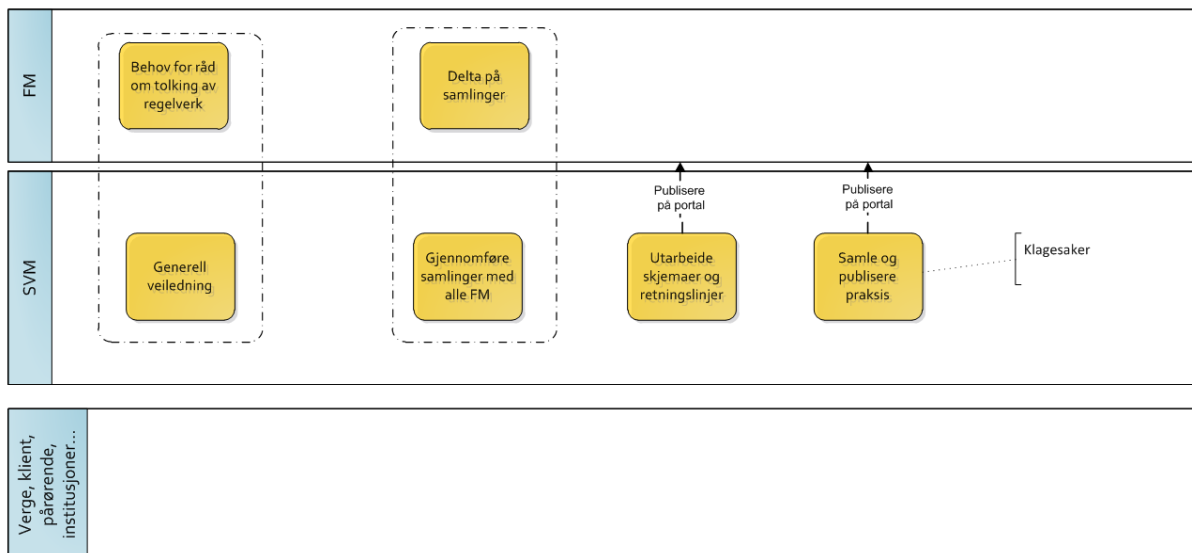 FM
Behov for råd
om tolking av
regelverk
Delta på
samlinger
SVM
Generell
veiledning
Gjennomføre
samlinger med
alle FM
Publisere
på portal
Utarbeide
skjemaer og
retningslinjer
Publisere
på portal
Samle og
publisere
praksis
Klagesaker
Verge, klient,
pårørende,
institusjoner...